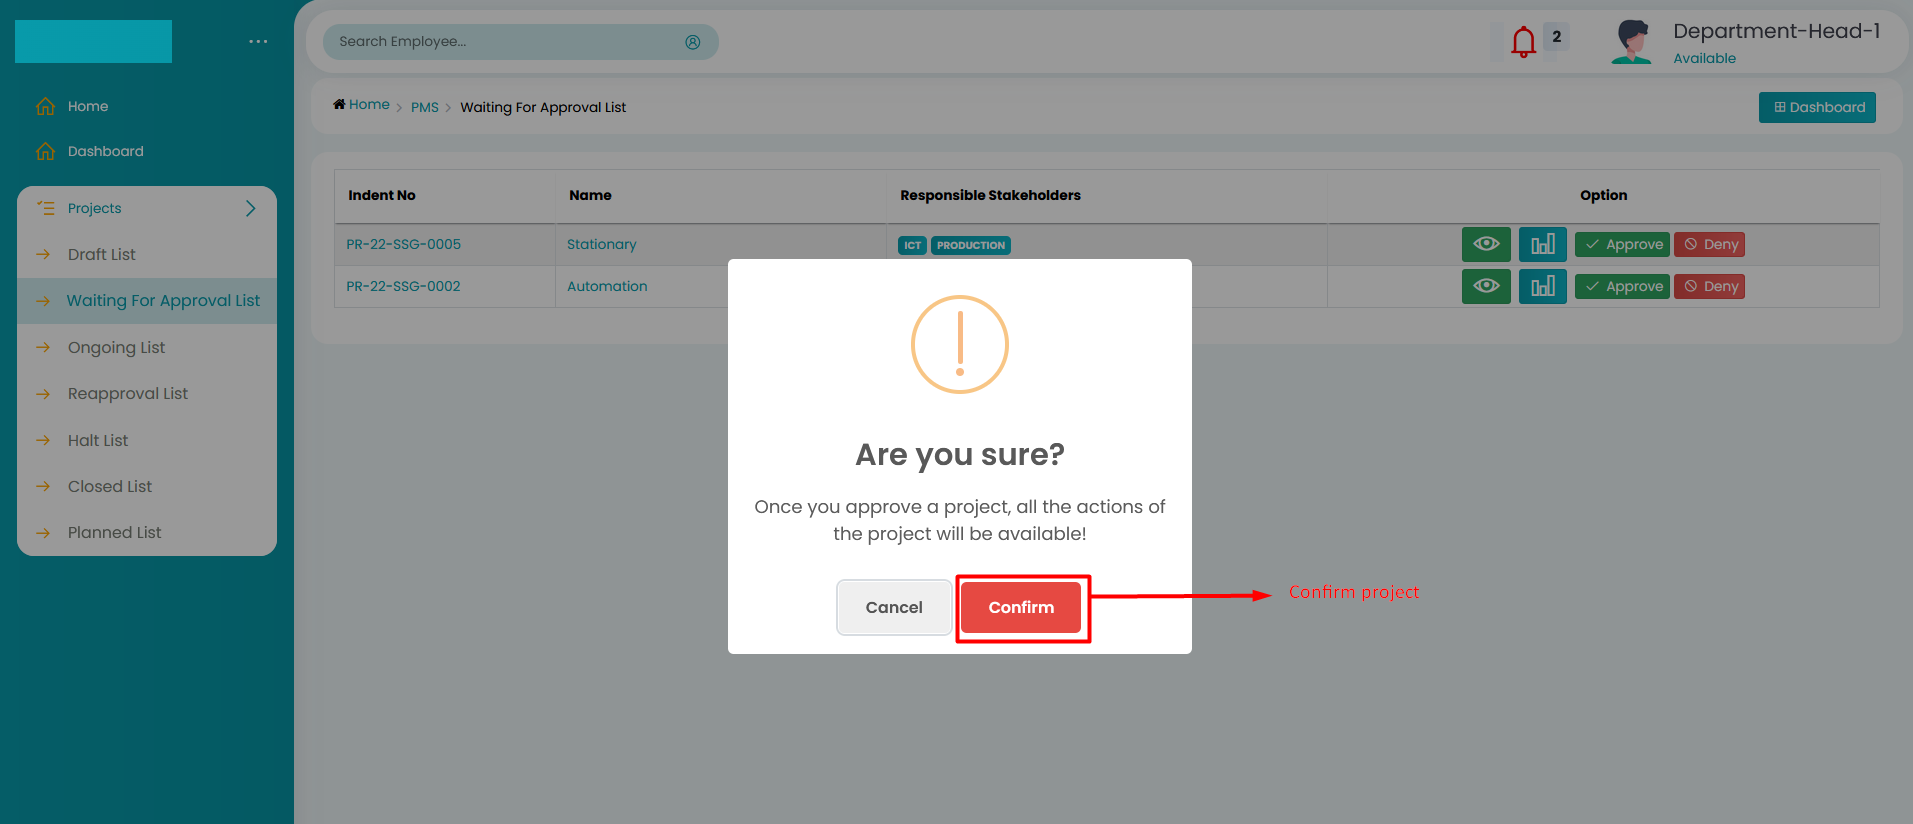 ...
Home
Dashboard
Projects
Draft List
Waiting For Approval List
Ongoing List
Reapproval List
Halt List
Closed List
Planned List
Search Employee...
2
Department-Head-1
Available
Home > PMS > Waiting For Approval List
Dashboard
Indent No Name Responsible Stakeholders Option
PR-22-SSG-0005 Stationary ICT PRODUCTION Approve Deny
PR-22-SSG-0002 Automation Approve Deny
Are you sure?
Once you approve a project, all the actions of
the project will be available!
Cancel Confirm
Confirm project